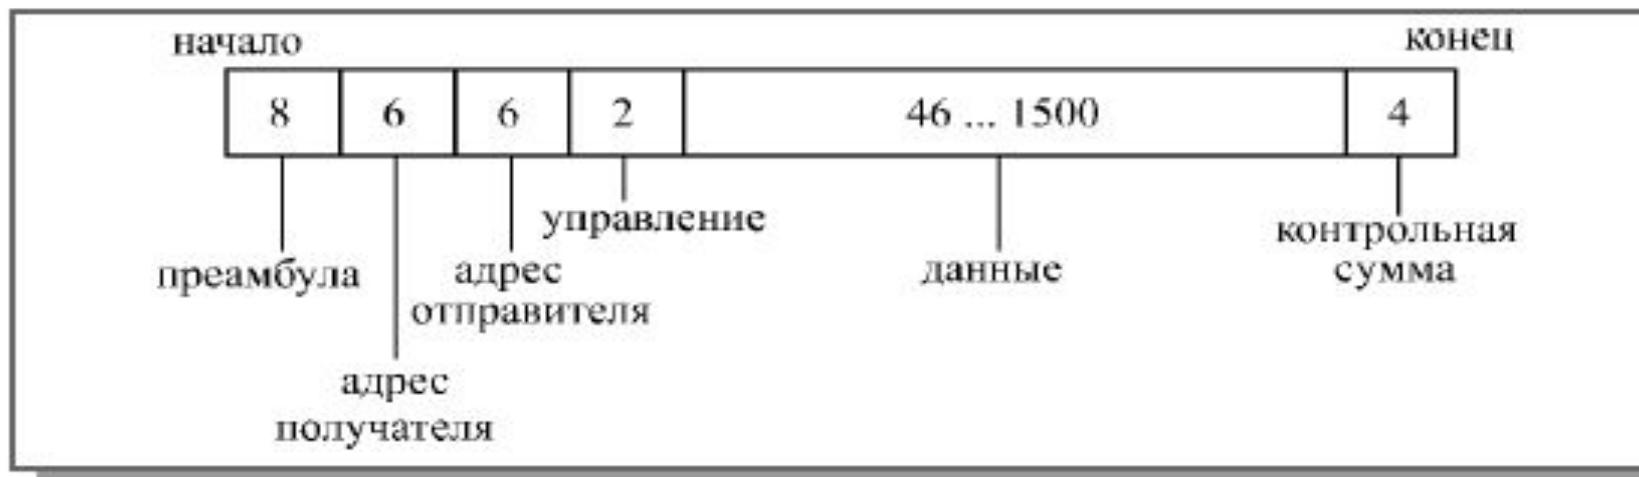 начало
конец
8 6 6 2 46 ... 1500 4
управление
контрольная
сумма
преамбула
адрес
отправителя
данные
адрес
получателя